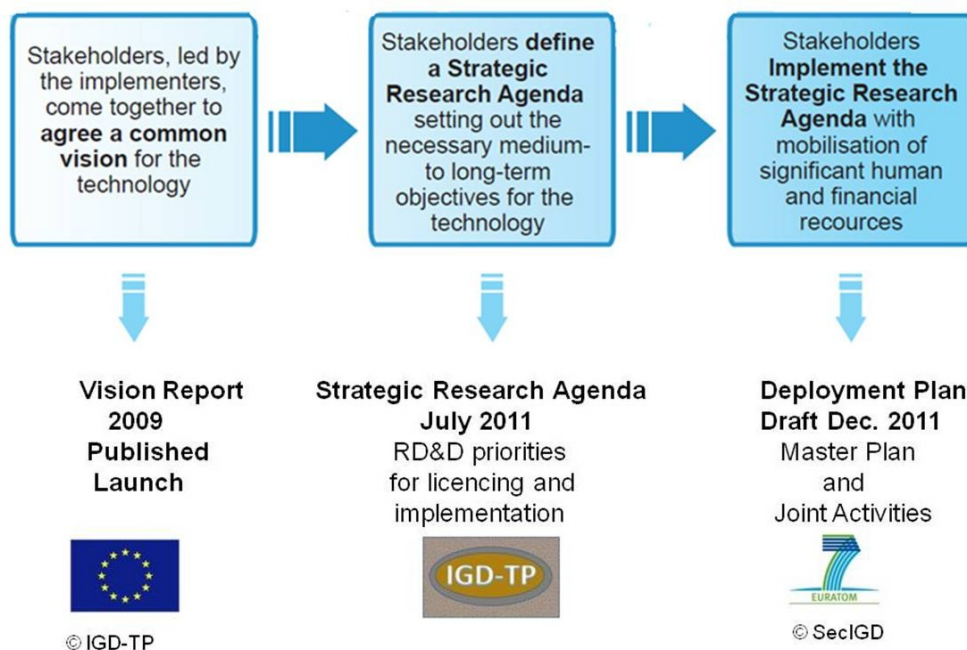 Stakeholders, led by
the implementers,
come together to
agree a common
vision for the
technology
Stakeholders define
a Strategic
Research Agenda
setting out the
necessary medium-
to long-term
objectives for the
technology
Stakeholders
Implement the
Strategic Research
Agenda with
mobilisation of
significant human
and financial
recources
Vision Report
2009
Published
Launch
Strategic Research Agenda
July 2011
RD&D priorities
for licencing and
implementation
Deployment Plan
Draft Dec. 2011
Master Plan
and
Joint Activities
IGD-TP
EURATOM
© IGD-TP
© SecIGD